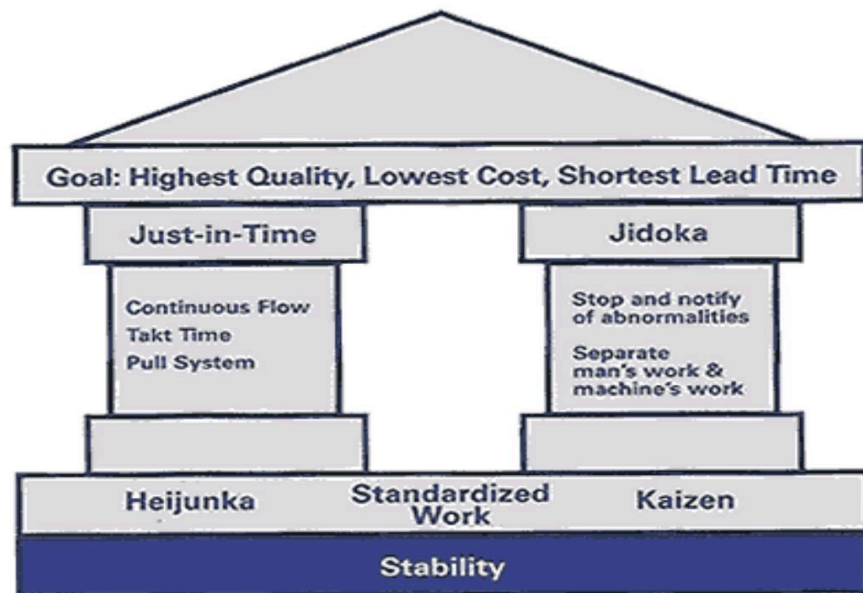 Goal: Highest Quality, Lowest Cost, Shortest Lead Time
Just-in-Time
Continuous Flow
Takt Time
Pull System
Jidoka
Stop and notify
of abnormalities
Separate
man's work &
machine's work
Heijunka
Standardized
Work
Kaizen
Stability